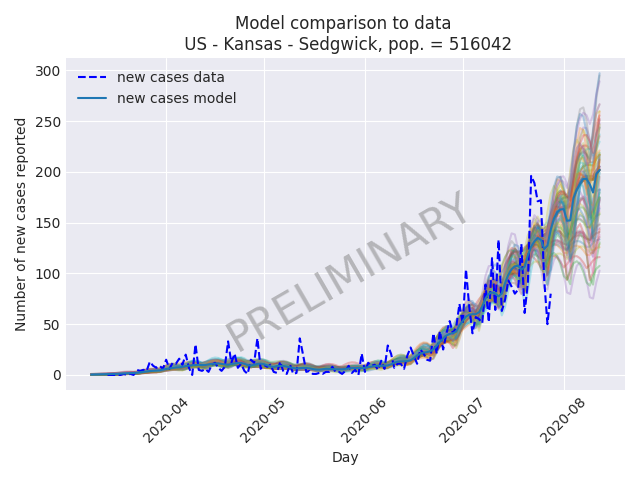 Model comparison to data
US - Kansas - Sedgwick, pop. = 516042
300
250
200
150
100
50
0
Number of new cases reported
new cases data
new cases model
PRELIMINARY
2020-04
2020-05
2020-06
2020-07
2020-08
Day